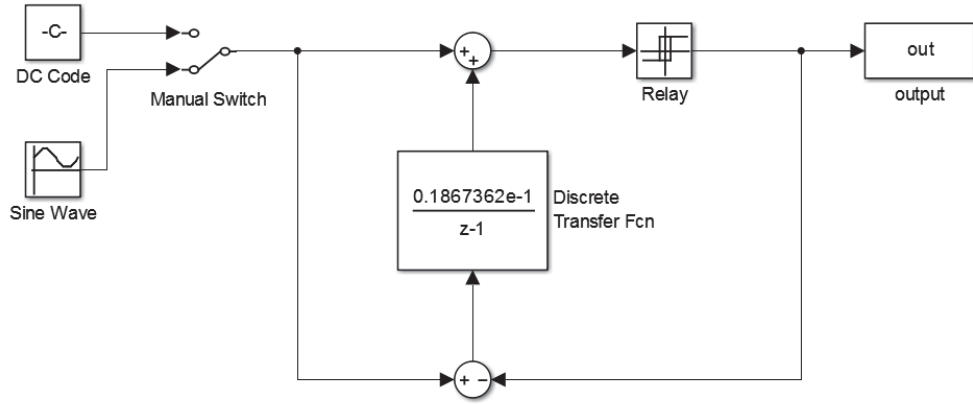 -C-
DC Code
Manual Switch
Sine Wave
+
+
0.1867362e-1
z-1
Discrete
Transfer Fcn
+ −
Relay
out
output